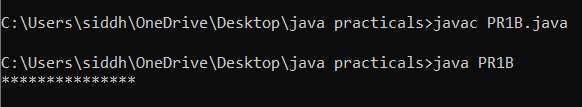 C:\Users\siddh\OneDrive\Desktop\java practicals>javac PR1B.java
C:\Users\siddh\OneDrive\Desktop\java practicals>java PR1B
***************